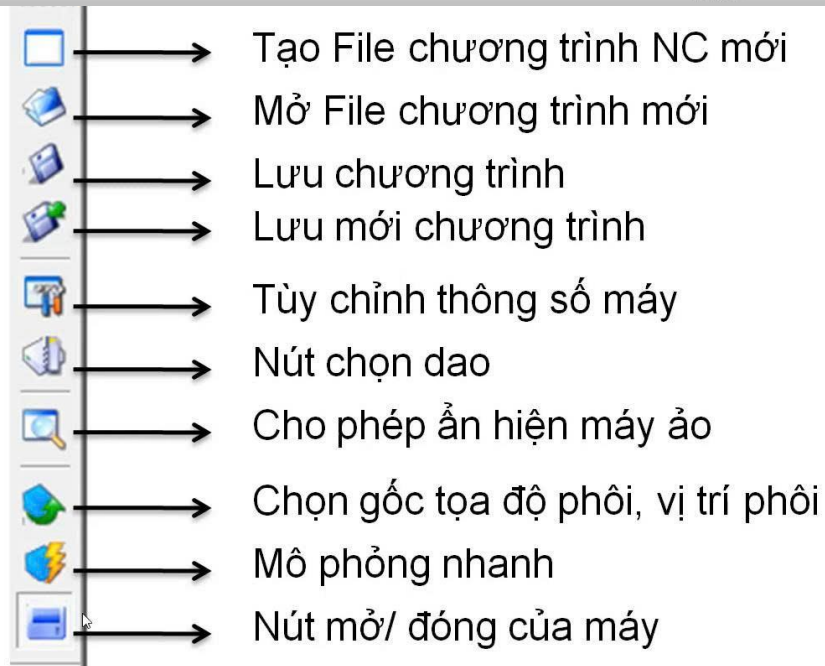 Tạo File chương trình NC mới
Mở File chương trình mới
Lưu chương trình
Lưu mới chương trình
Tùy chỉnh thông số máy
Nút chọn dao
Cho phép ẩn hiện máy ảo
Chọn gốc tọa độ phôi, vị trí phôi
Mô phỏng nhanh
Nút mở/ đóng của máy